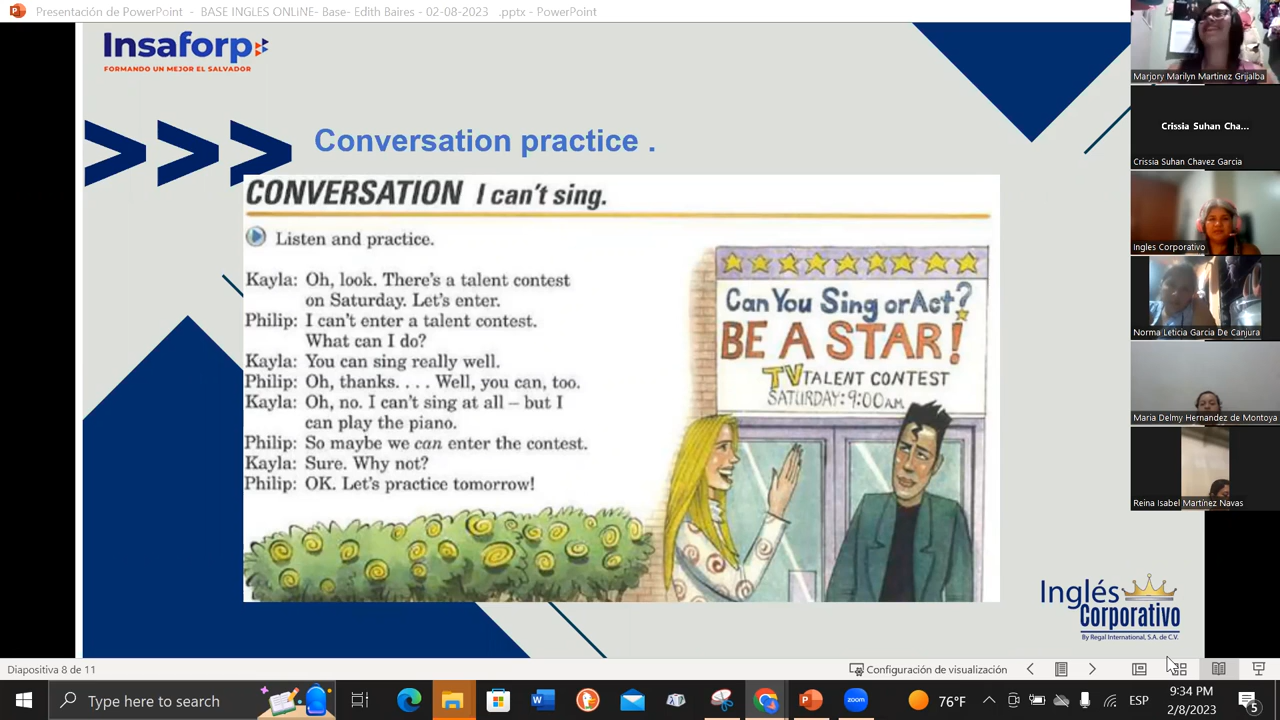 Presentación de PowerPoint - BASE INGLES ONLiNE- Base- Edith Baires - 02-08-2023 .pptx - PowerPoint
Insaforp
FORMANDO UN MEJOR EL SALVADOR
Conversation practice .
CONVERSATION I can't sing.
Listen and practice.
Kayla: Oh, look. There's a talent contest
on Saturday. Let's enter.
Philip: I can't enter a talent contest.
What can I do?
Kayla: You can sing really well.
Philip: Oh, thanks. . . . Well, you can, too.
Kayla: Oh, no. I can't sing at all – but I
can play the piano.
Philip: So maybe we can enter the contest.
Kayla: Sure. Why not?
Philip: OK. Let's practice tomorrow!
Can You Sing or Act?
BE A STAR!
TV TALENT CONTEST
SATURDAY: 9:00 AM
Inglés
Corporativo
By Regal International, S.A. de C.V.
Marjory Marilyn Martinez Grijalba
Crissia Suhan Cha...
Crissia Suhan Chavez Garcia
Ingles Corporativo
Norma Leticia Garcia De Canjura
Maria Delmy Hernandez de Montoya
Reina Isabel Martínez Navas
Diapositiva 8 de 11
Configuración de visualización
Type here to search
zoom
76°F
ESP
9:34 PM
2/8/2023
5